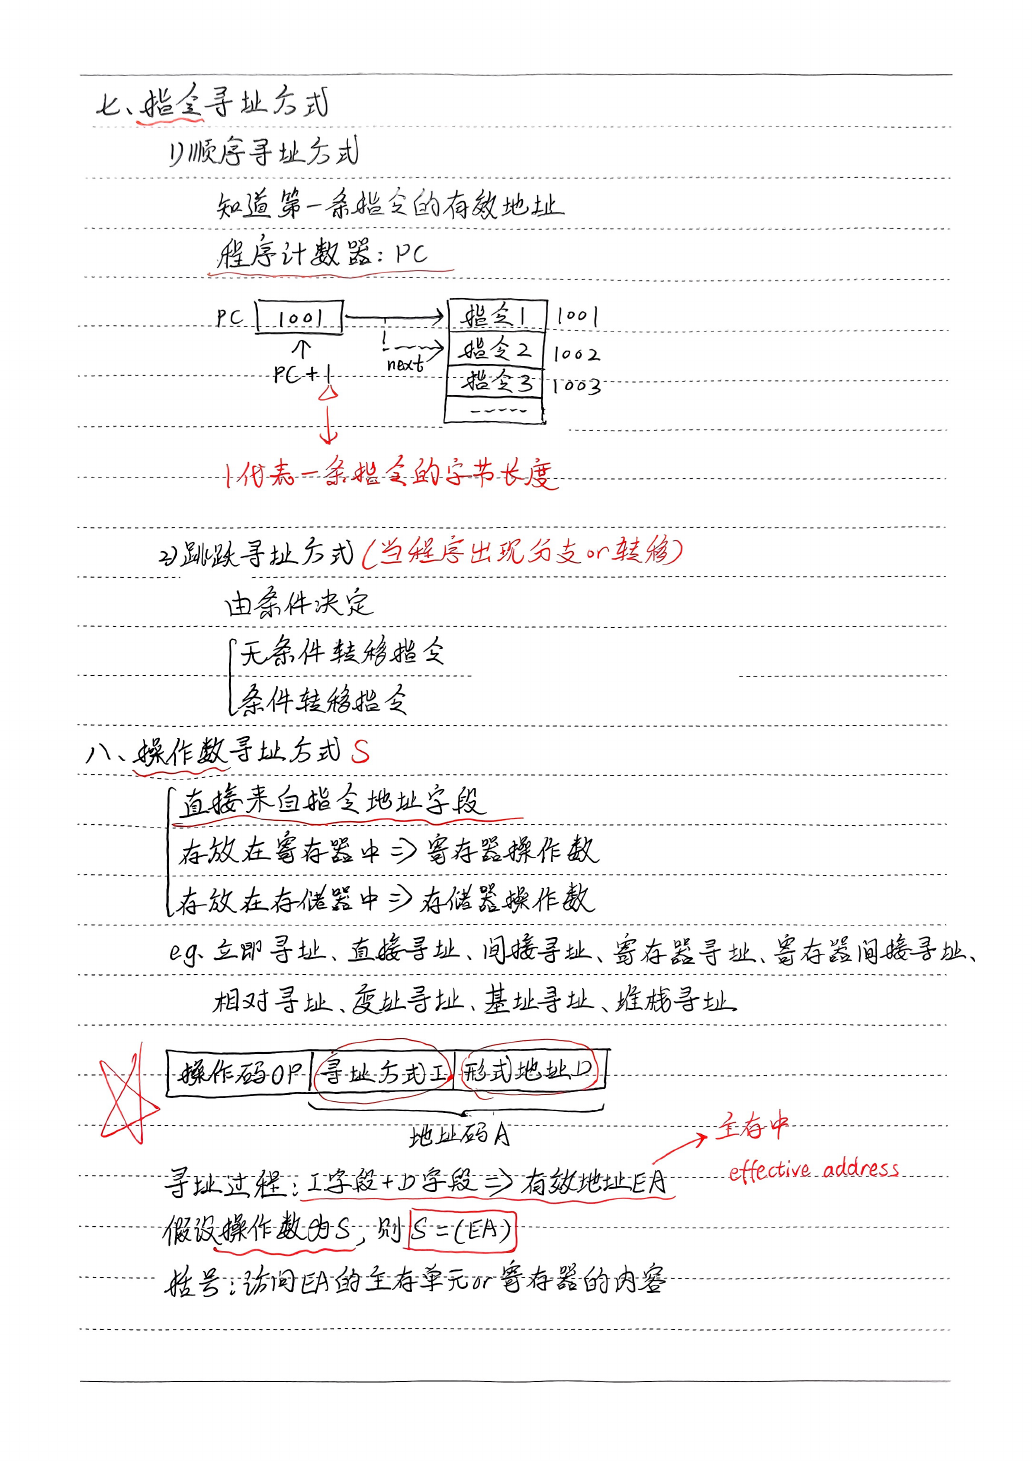 七、指令寻址方式
1)顺序寻址方式
知道第一条指令的有效地址
程序计数器: PC
PC 1001 指令1 1001
next 指令2 1002
PC+1 指令3 1003
……
1代表一条指令的字节长度
2)跳跃寻址方式(当程序出现分支or转移)
由条件决定
无条件转移指令
条件转移指令
八、操作数寻址方式 S
直接来自指令地址字段
存放在寄存器中⇒寄存器操作数
存放在存储器中⇒存储器操作数
eg、立即寻址、直接寻址、间接寻址、寄存器寻址、寄存器间接寻址、
相对寻址、变址寻址、基址寻址、堆栈寻址
操作码OP 寻址方式I 形式地址D
地址码A
主存中
effective address
寻址过程: I字段+D字段⇒有效地址EA
假设操作数为S, 则 S=(EA)
括号: 访问EA的主存单元or寄存器的内容